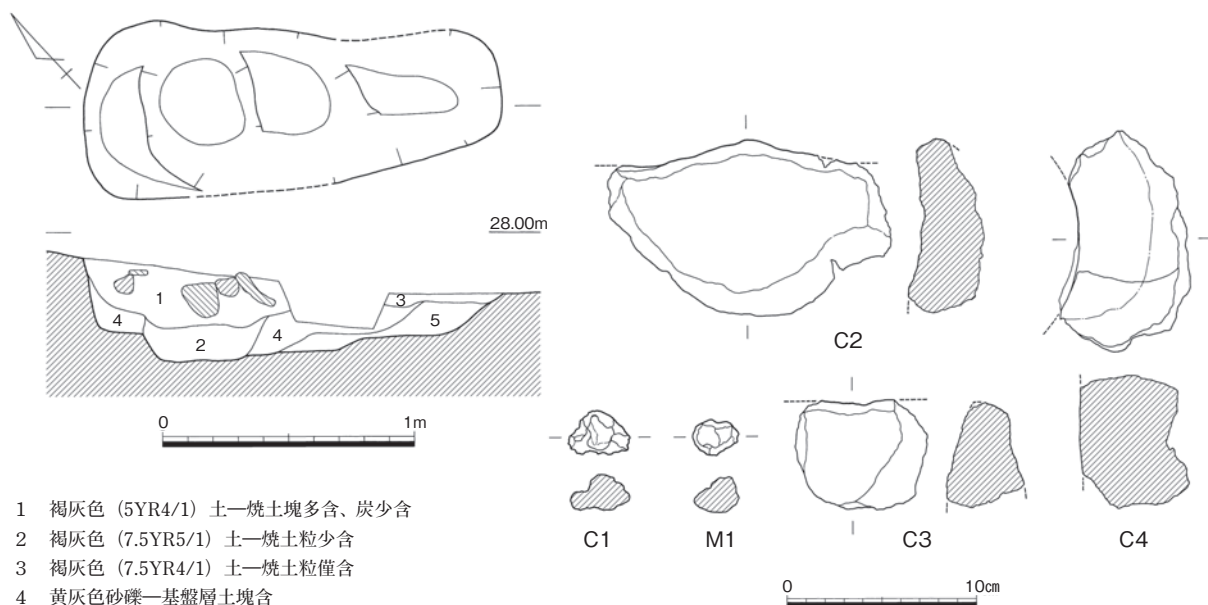 28.00m
1
2
3
4
4
5
0
1m
1 褐灰色（5YR4/1）土―焼土塊多含、炭少含
2 褐灰色（7.5YR5/1）土―焼土粒少含
3 褐灰色（7.5YR4/1）土―焼土粒僅含
4 黄灰色砂礫―基盤層土塊含
C2
C1
M1
C3
C4
0
10㎝